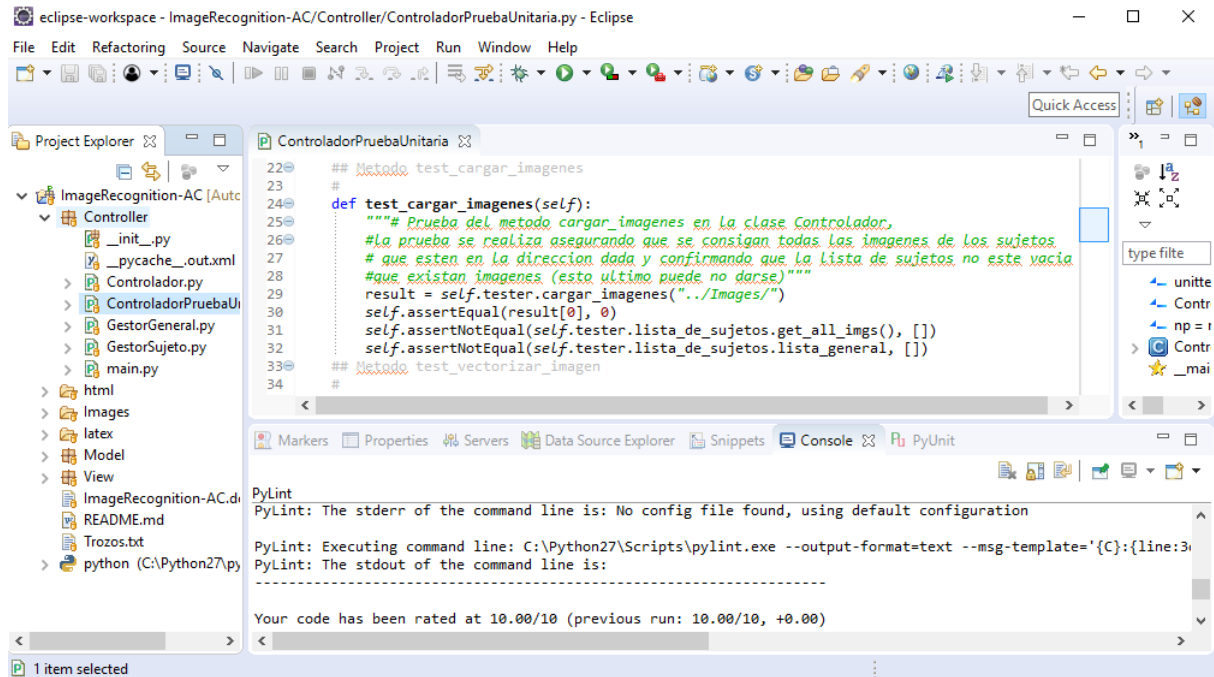 eclipse-workspace - ImageRecognition-AC/Controller/ControladorPruebaUnitaria.py - Eclipse
File Edit Refactoring Source Navigate Search Project Run Window Help
Quick Access
Project Explorer
ImageRecognition-AC [Autc
Controller
__init__.py
__pycache__.out.xml
Controlador.py
ControladorPruebaUı
GestorGeneral.py
GestorSujeto.py
main.py
html
Images
latex
Model
View
ImageRecognition-AC.d
README.md
Trozos.txt
python (C:\Python27\py
ControladorPruebaUnitaria
22 ## Metodo test_cargar_imagenes
23 #
24 def test_cargar_imagenes(self):
25 """# Prueba del metodo cargar_imagenes en la clase Controlador,
26 #la prueba se realiza asegurando que se consigan todas las imagenes de los sujetos
27 # que esten en la direccion dada y confirmando que la lista de sujetos no este vacia
28 #que existan imagenes (esto ultimo puede no darse)"""
29 result = self.tester.cargar_imagenes("../Images/")
30 self.assertEqual(result[0], 0)
31 self.assertNotEqual(self.tester.lista_de_sujetos.get_all_imgs(), [])
32 self.assertNotEqual(self.tester.lista_de_sujetos.lista_general, [])
33 ## Metodo test_vectorizar_imagen
34 #
type filte
unitte
Contr
np = r
Contr
__mai
Markers Properties Servers Data Source Explorer Snippets Console PyUnit
PyLint
PyLint: The stderr of the command line is: No config file found, using default configuration
PyLint: Executing command line: C:\Python27\Scripts\pylint.exe --output-format=text --msg-template='{C}:{line:3
PyLint: The stdout of the command line is:
------------------------------------------------------------------------
Your code has been rated at 10.00/10 (previous run: 10.00/10, +0.00)
1 item selected